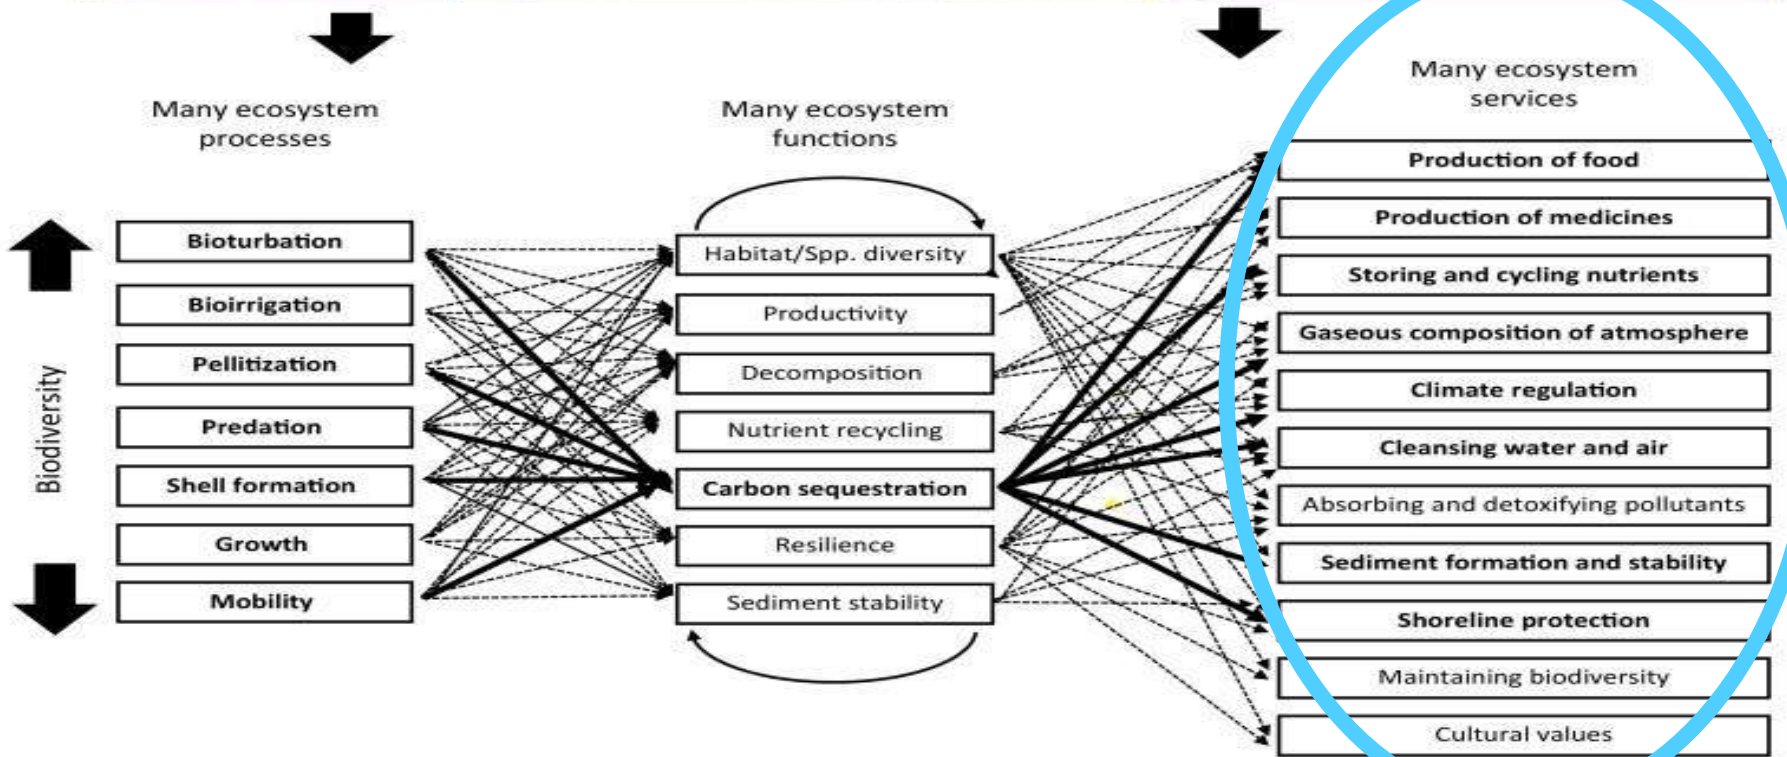 Many ecosystem
processes
Many ecosystem
functions
Many ecosystem
services
Biodiversity
Bioturbation
Bioirrigation
Pellitization
Predation
Shell formation
Growth
Mobility
Habitat/Spp. diversity
Productivity
Decomposition
Nutrient recycling
Carbon sequestration
Resilience
Sediment stability
Production of food
Production of medicines
Storing and cycling nutrients
Gaseous composition of atmosphere
Climate regulation
Cleansing water and air
Absorbing and detoxifying pollutants
Sediment formation and stability
Shoreline protection
Maintaining biodiversity
Cultural values